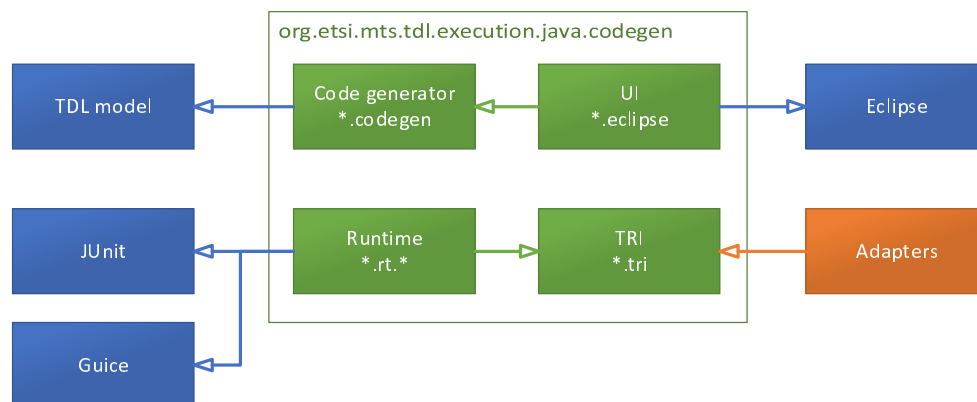 org.etsi.mts.tdl.execution.java.codegen
TDL model
Code generator
*.codegen
UI
*.eclipse
Eclipse
JUnit
Runtime
*.rt.*
TRI
*.tri
Adapters
Guice